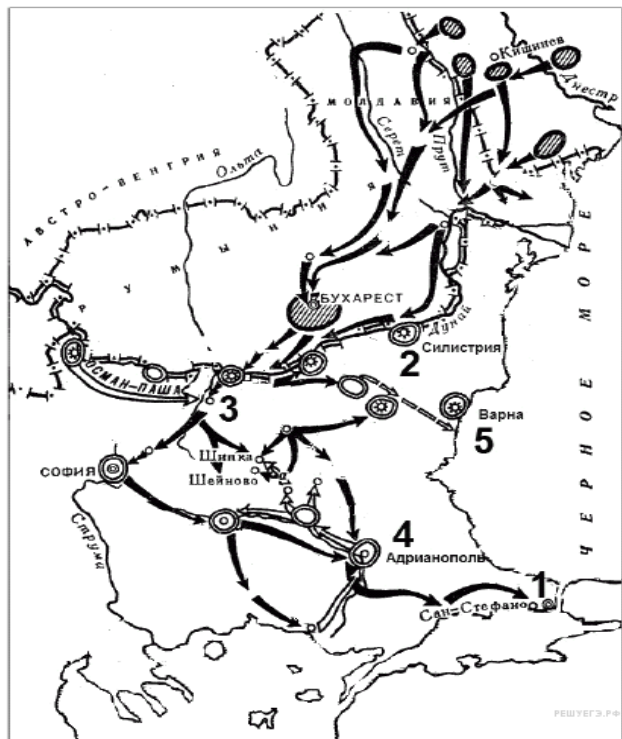 Кишинев
Днестр
МОЛДАВИЯ
Серет
Прут
АВСТРО-ВЕНГРИЯ
Ольта
РУМЫНИЯ
БУХАРЕСТ
Дунай
2
СИЛИСТРИЯ
ОСМАН-ПАША
3
Варна
5
Шипка
Шейново
СОФИЯ
Струма
4
Адрианополь
1
Сан-Стефано
ЧЕРНОЕ МОРЕ
РЕШУЕГЭ.РФ